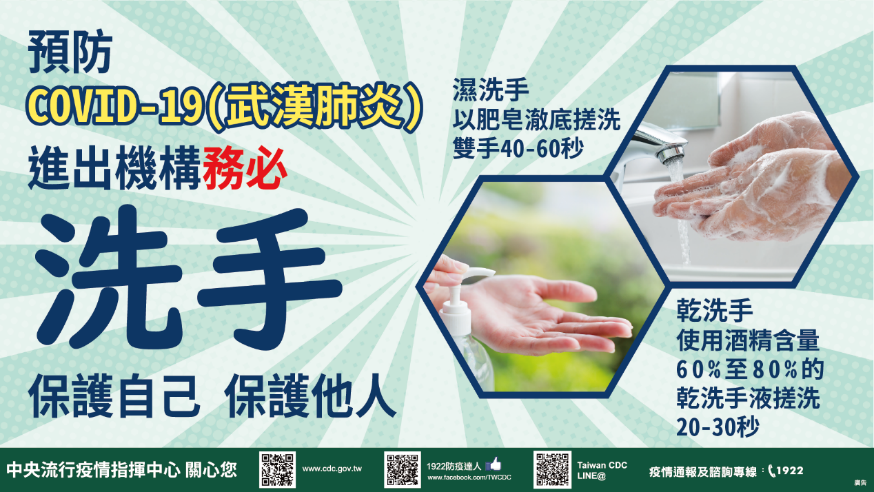 預防
COVID-19(武漢肺炎)
進出機構務必
洗手
保護自己 保護他人
濕洗手
以肥皂澈底搓洗
雙手40-60秒
乾洗手
使用酒精含量
60%至80%的
乾洗手液搓洗
20-30秒
中央流行疫情指揮中心 關心您
www.cdc.gov.tw
1922防疫達人
www.facebook.com/TWCDC
Taiwan CDC
LINE@
疫情通報及諮詢專線：1922
廣告